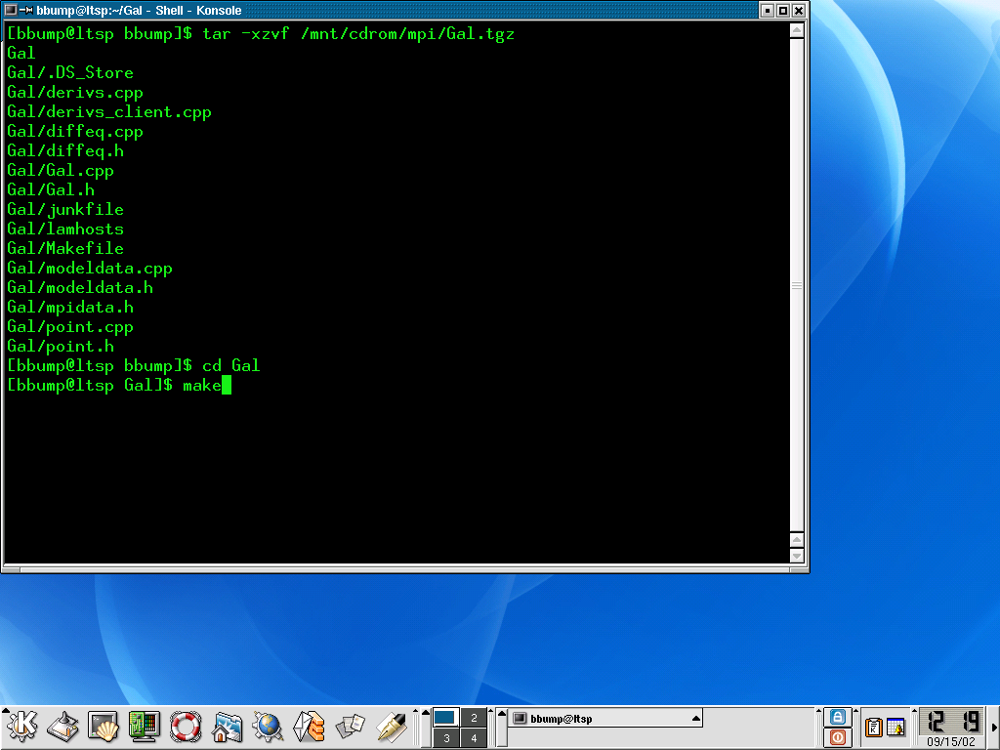 bbump@ltsp:~/Gal - Shell - Konsole
[bbump@ltsp bbump]$ tar -xzvf /mnt/cdrom/mpi/Gal.tgz
Gal
Gal/.DS_Store
Gal/derivs.cpp
Gal/derivs_client.cpp
Gal/diffeq.cpp
Gal/diffeq.h
Gal/Gal.cpp
Gal/Gal.h
Gal/junkfile
Gal/lamhosts
Gal/Makefile
Gal/modeldata.cpp
Gal/modeldata.h
Gal/mpidata.h
Gal/point.cpp
Gal/point.h
[bbump@ltsp bbump]$ cd Gal
[bbump@ltsp Gal]$ make
K
2
3 4
bbump@ltsp
12 19
09/15/02